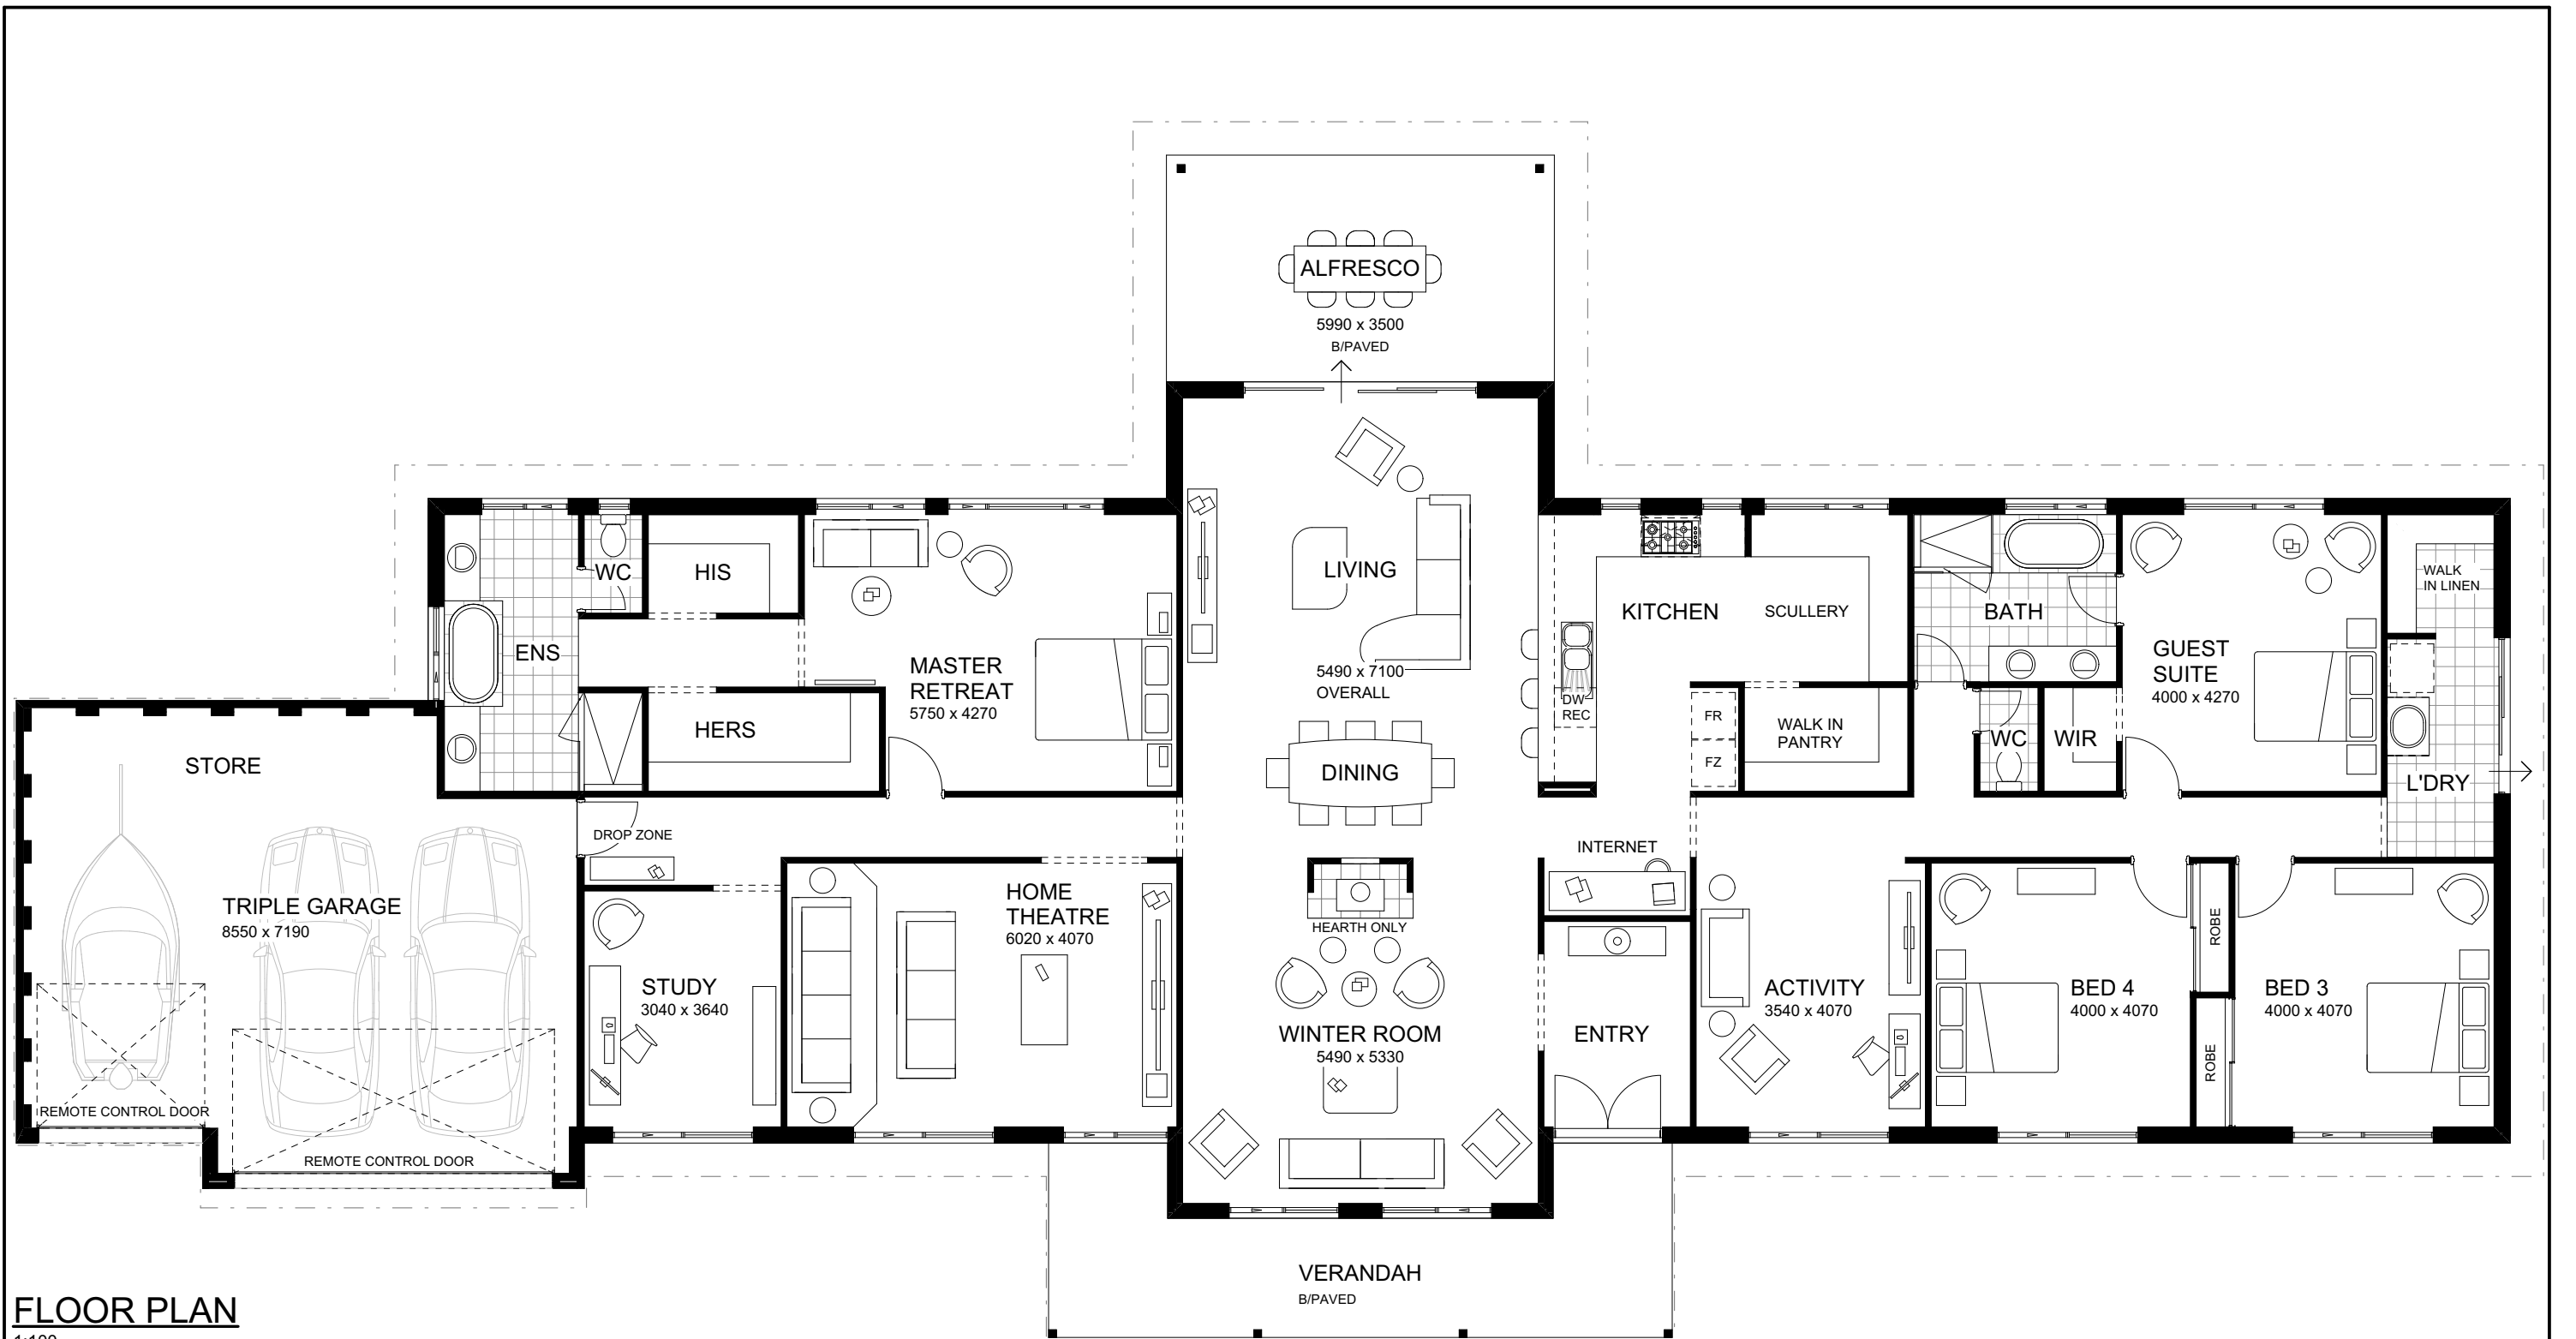 ALFRESCO
5990 x 3500
B/PAVED
WC
HIS
ENS
HERS
MASTER
RETREAT
5750 x 4270
LIVING
5490 x 7100
OVERALL
DINING
KITCHEN
SCULLERY
DW
REC
FR
FZ
WALK IN
PANTRY
BATH
WC
WIR
GUEST
SUITE
4000 x 4270
WALK
IN LINEN
L'DRY
STORE
TRIPLE GARAGE
8550 x 7190
REMOTE CONTROL DOOR
REMOTE CONTROL DOOR
DROP ZONE
STUDY
3040 x 3640
HOME
THEATRE
6020 x 4070
HEARTH ONLY
WINTER ROOM
5490 x 5330
INTERNET
ENTRY
ACTIVITY
3540 x 4070
BED 4
4000 x 4070
ROBE
ROBE
BED 3
4000 x 4070
VERANDAH
B/PAVED
FLOOR PLAN
1:100